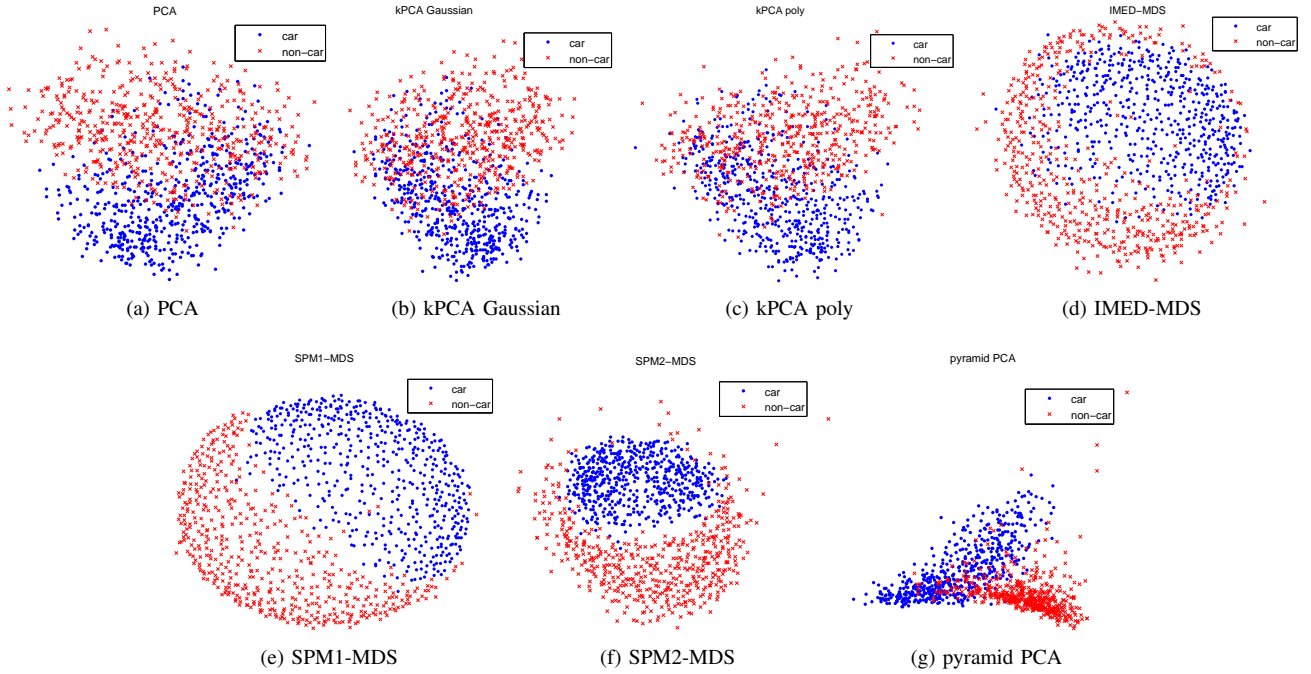 PCA
car
non-car
(a) PCA
kPCA Gaussian
car
non-car
(b) kPCA Gaussian
kPCA poly
car
non-car
(c) kPCA poly
IMED-MDS
car
non-car
(d) IMED-MDS
SPM1-MDS
car
non-car
(e) SPM1-MDS
SPM2-MDS
car
non-car
(f) SPM2-MDS
pyramid PCA
car
non-car
(g) pyramid PCA